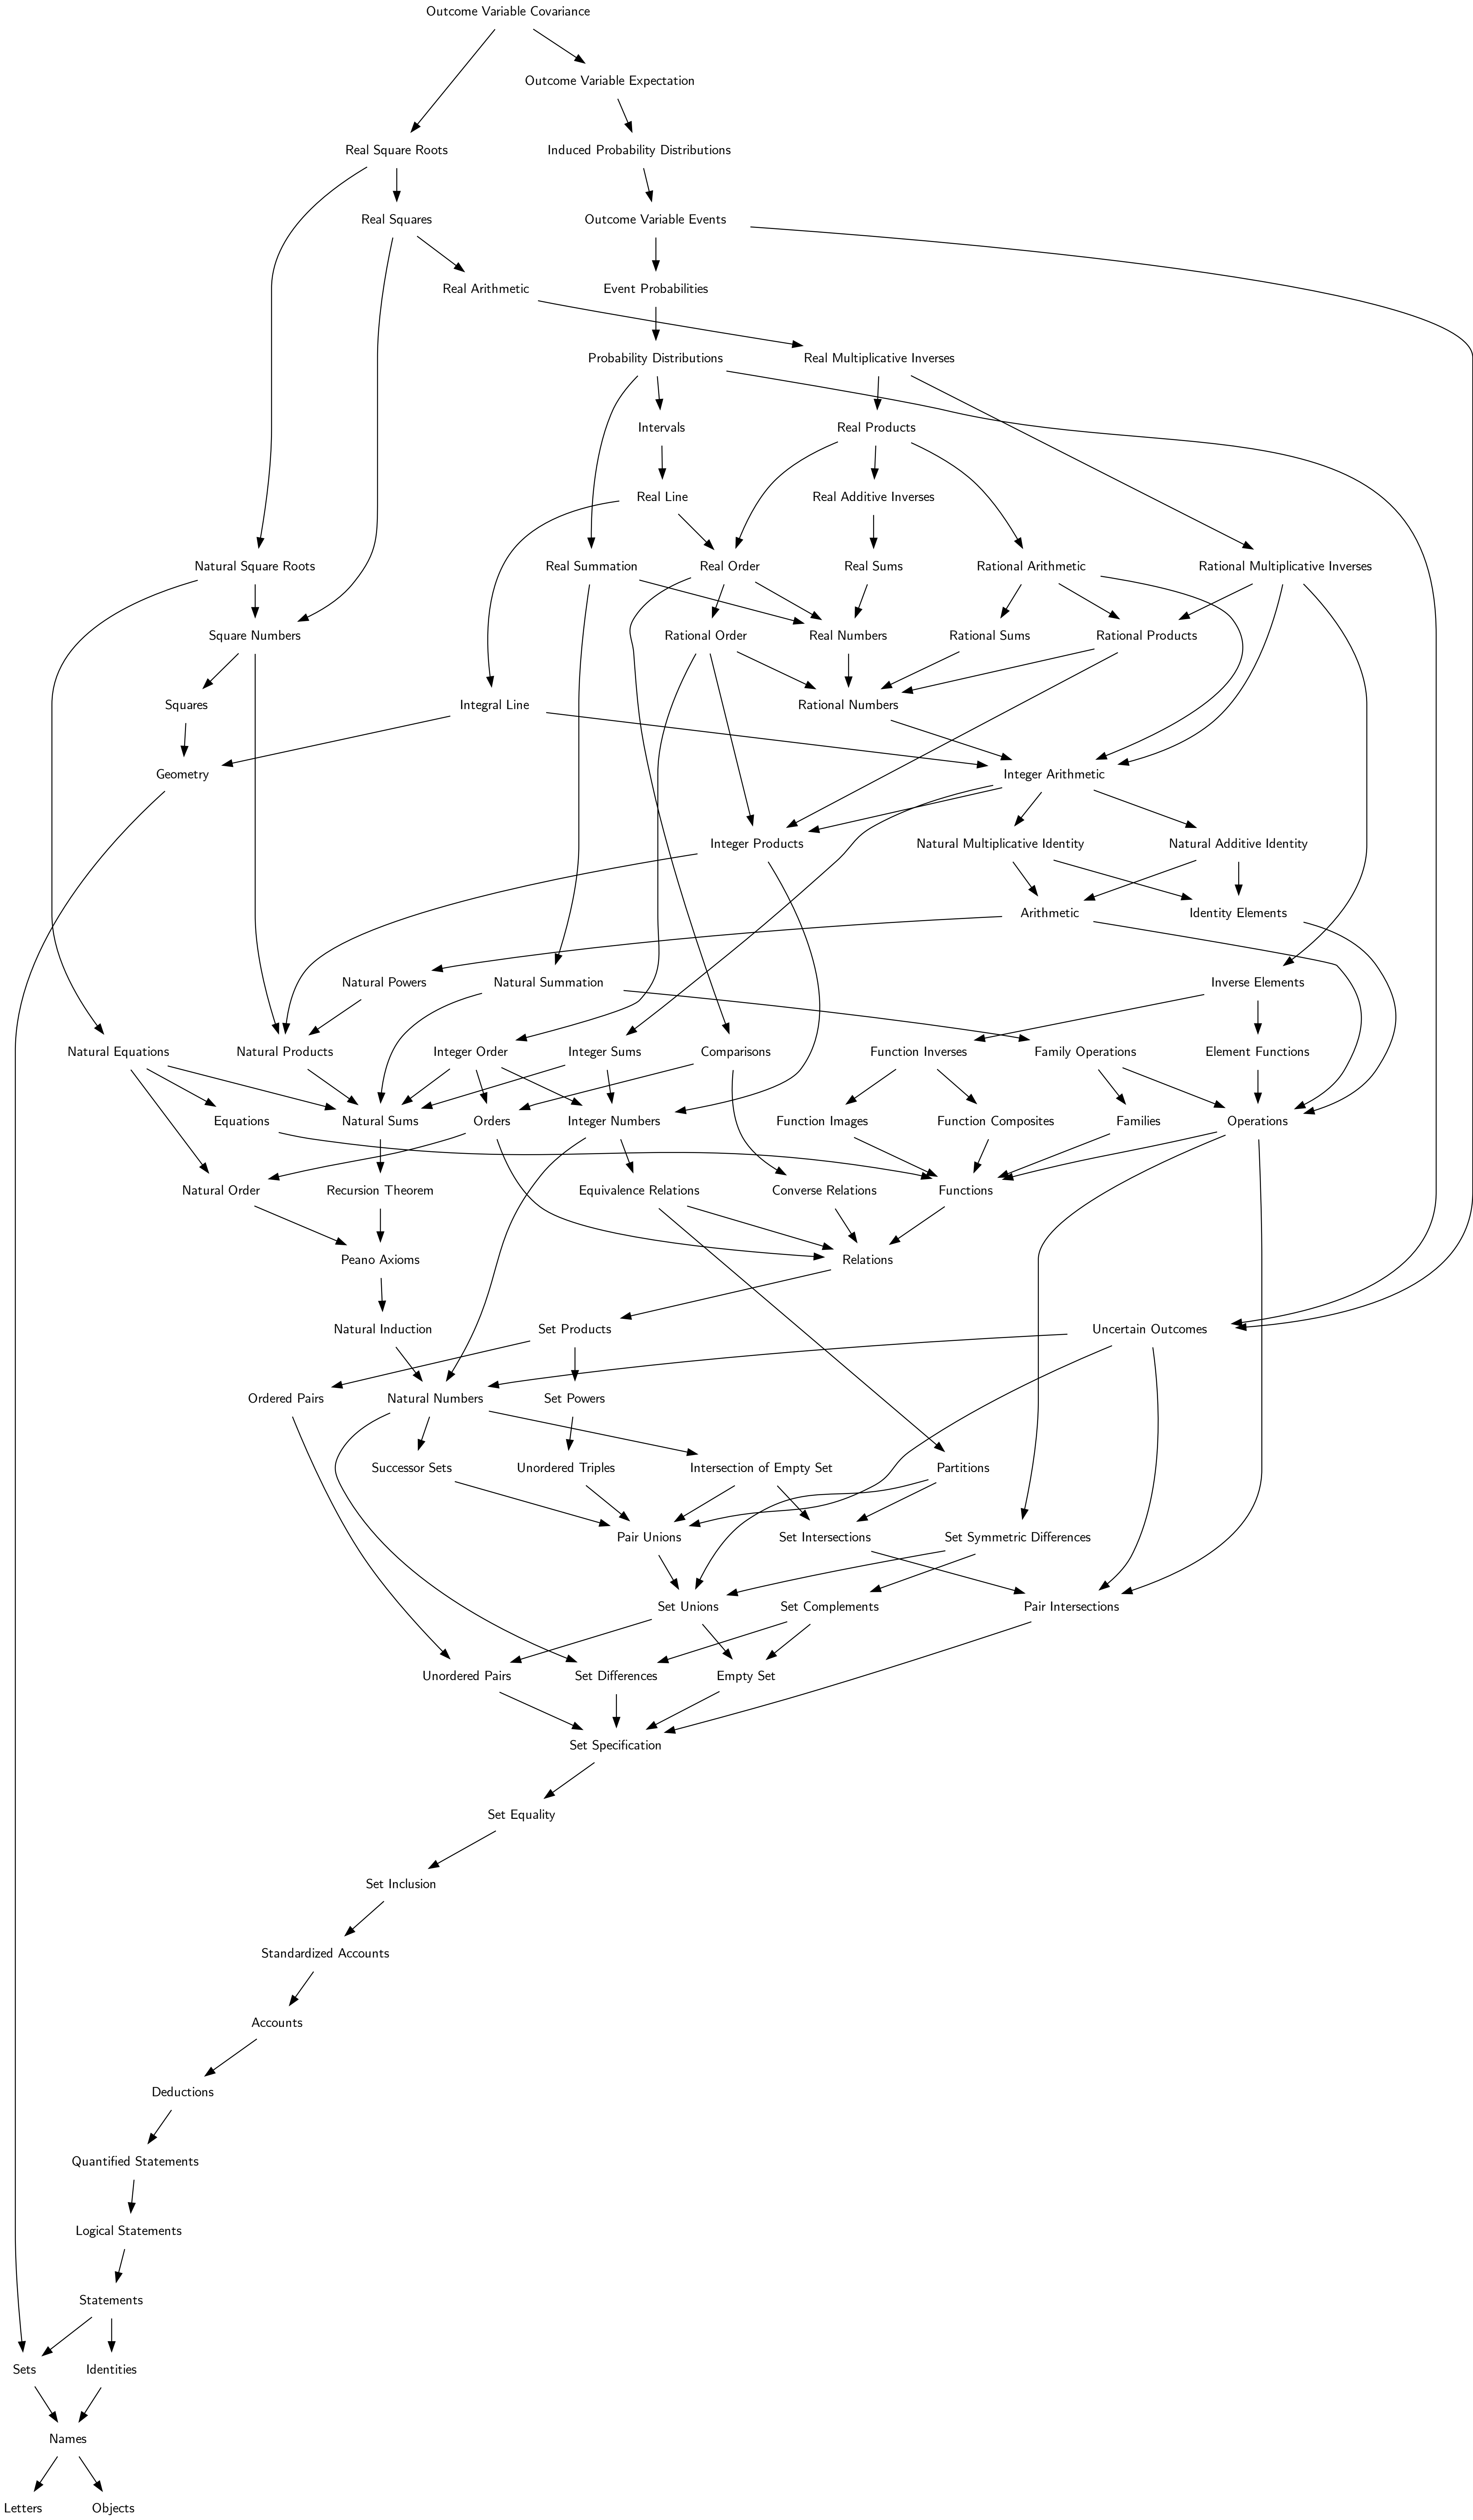 Outcome Variable Covariance
Outcome Variable Expectation
Real Square Roots
Induced Probability Distributions
Real Squares
Outcome Variable Events
Real Arithmetic
Event Probabilities
Probability Distributions
Real Multiplicative Inverses
Intervals
Real Products
Real Line
Real Additive Inverses
Natural Square Roots
Real Summation
Real Order
Real Sums
Rational Arithmetic
Rational Multiplicative Inverses
Square Numbers
Rational Order
Real Numbers
Rational Sums
Rational Products
Squares
Integral Line
Rational Numbers
Geometry
Integer Arithmetic
Integer Products
Natural Multiplicative Identity
Natural Additive Identity
Arithmetic
Identity Elements
Natural Powers
Natural Summation
Inverse Elements
Natural Equations
Natural Products
Integer Order
Integer Sums
Comparisons
Function Inverses
Family Operations
Element Functions
Equations
Natural Sums
Orders
Integer Numbers
Function Images
Function Composites
Families
Operations
Natural Order
Recursion Theorem
Equivalence Relations
Converse Relations
Functions
Peano Axioms
Relations
Natural Induction
Set Products
Uncertain Outcomes
Ordered Pairs
Natural Numbers
Set Powers
Successor Sets
Unordered Triples
Intersection of Empty Set
Partitions
Pair Unions
Set Intersections
Set Symmetric Differences
Set Unions
Set Complements
Pair Intersections
Unordered Pairs
Set Differences
Empty Set
Set Specification
Set Equality
Set Inclusion
Standardized Accounts
Accounts
Deductions
Quantified Statements
Logical Statements
Statements
Sets
Identities
Names
Letters
Objects